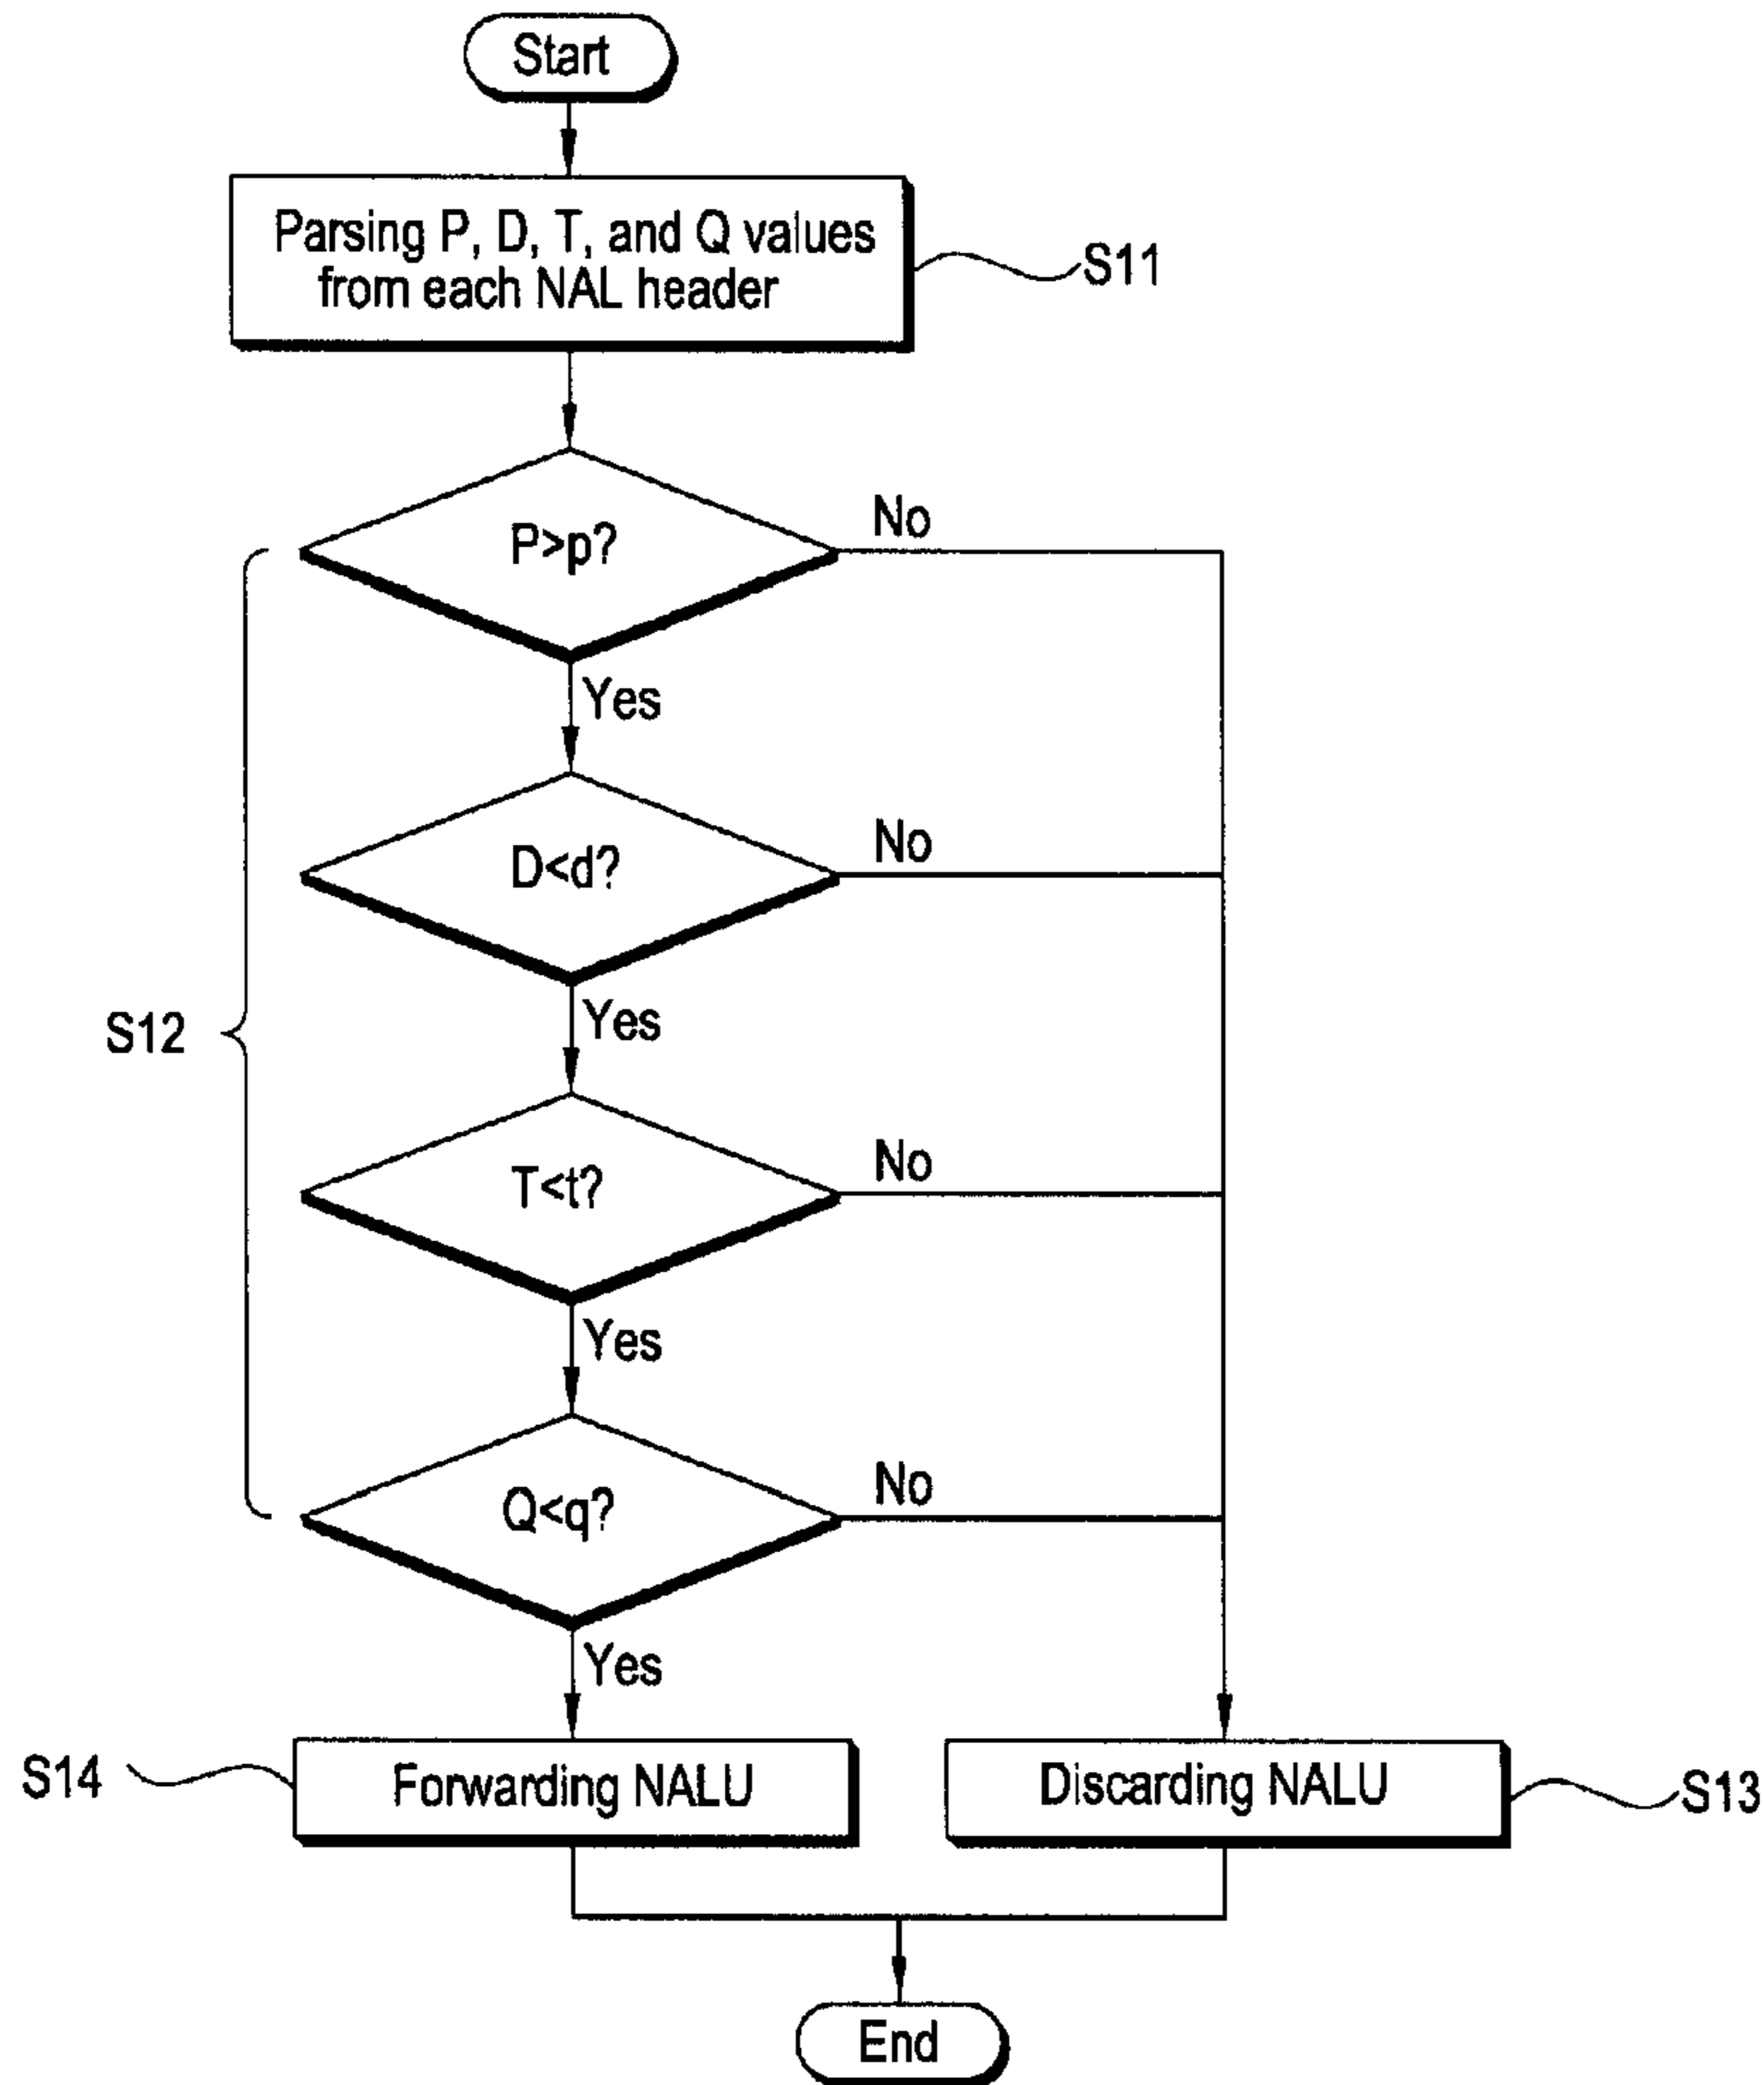 Start
Parsing P, D, T, and Q values
from each NAL header
S11
P>p?
No
Yes
D<d?
No
Yes
S12
T<t?
No
Yes
Q<q?
No
Yes
S14
Forwarding NALU
Discarding NALU
S13
End